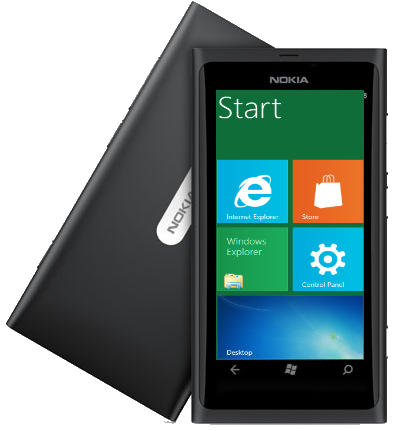 NOKIA
Start
Internet Explorer
Store
Windows
Explorer
Control Panel
Desktop
NOKIA